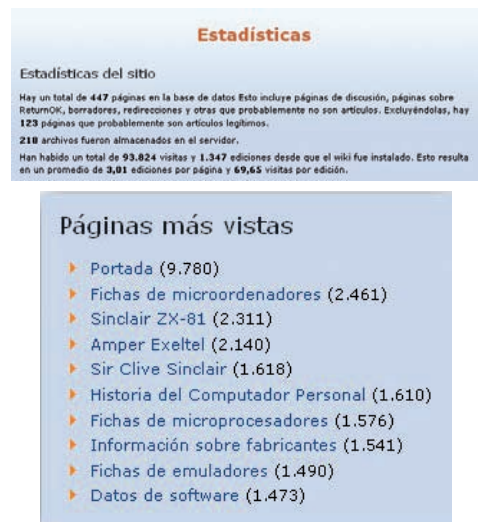 Estadísticas
Estadísticas del sitio
Hay un total de 447 páginas en la base de datos Esto incluye páginas de discusión, páginas sobre
ReturnOK, borradores, redirecciones y otras que probablemente no son artículos. Excluyéndolas, hay
123 páginas que probablemente son artículos legítimos.
210 archivos fueron almacenados en el servidor.
Han habido un total de 93.824 visitas y 1.347 ediciones desde que el wiki fue instalado. Esto resulta
en un promedio de 3,01 ediciones por página y 69,65 visitas por edición.
Páginas más vistas
Portada (9.780)
Fichas de microordenadores (2.461)
Sinclair ZX-81 (2.311)
Amper Exeltel (2.140)
Sir Clive Sinclair (1.618)
Historia del Computador Personal (1.610)
Fichas de microprocesadores (1.576)
Información sobre fabricantes (1.541)
Fichas de emuladores (1.490)
Datos de software (1.473)